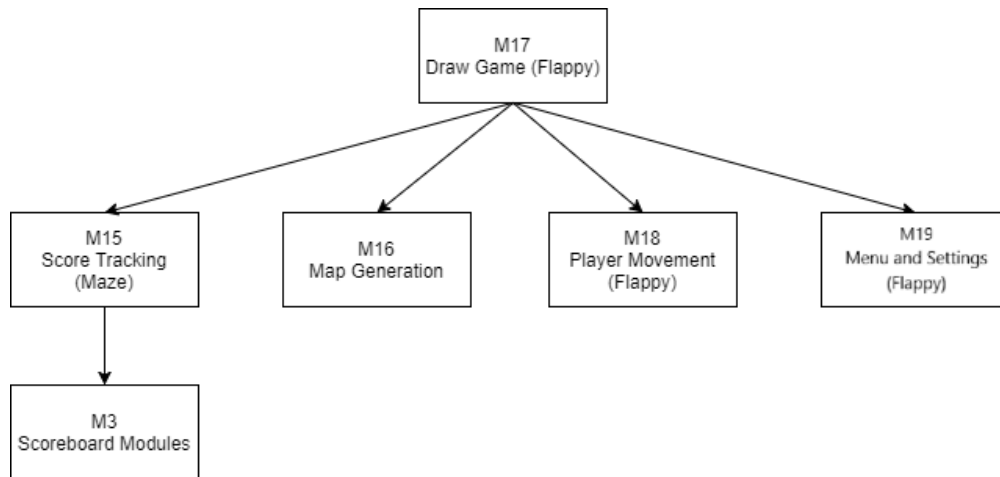 M17
Draw Game (Flappy)
M15
Score Tracking
(Maze)
M16
Map Generation
M18
Player Movement
(Flappy)
M19
Menu and Settings
(Flappy)
M3
Scoreboard Modules